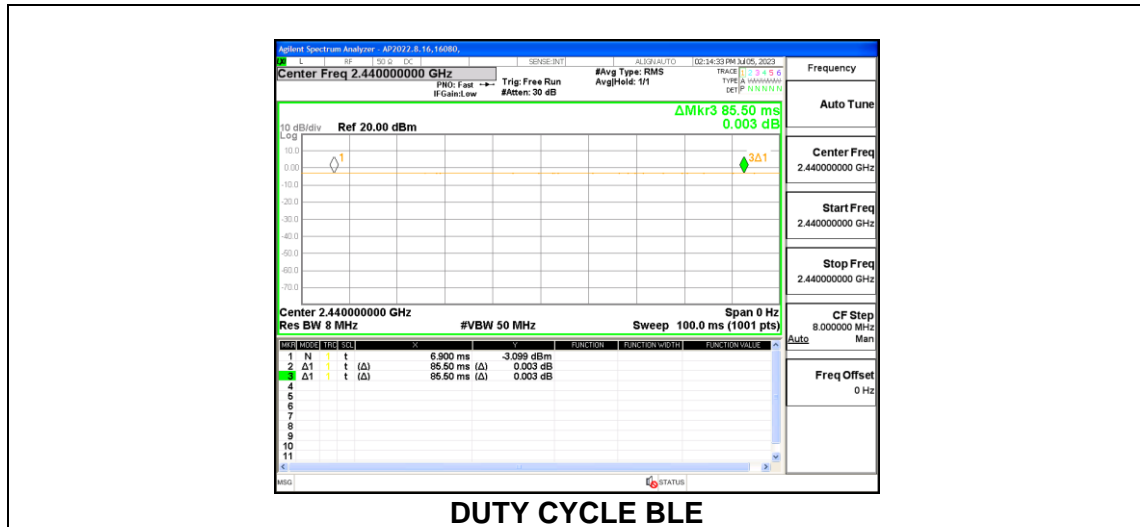 Agilent Spectrum Analyzer - AP2022.8.16,16080,
L RF 50 Ω DC SENSE:INT ALIGNAUTO 02:14:33 PM Jul 05, 2023
Center Freq 2.440000000 GHz
PNO: Fast
IFGain:Low
Trig: Free Run
#Atten: 30 dB
#Avg Type: RMS
Avg|Hold: 1/1
TRACE 1 2 3 4 5 6
TYPE A WWWWWW
DET P N N N N N
ΔMkr3 85.50 ms
0.003 dB
10 dB/div Ref 20.00 dBm
Log
10.0
0.00
-10.0
-20.0
-30.0
-40.0
-50.0
-60.0
-70.0
1
3Δ1
Center 2.440000000 GHz Span 0 Hz
Res BW 8 MHz #VBW 50 MHz Sweep 100.0 ms (1001 pts)
MKR MODE TRC SCL X Y FUNCTION FUNCTION WIDTH FUNCTION VALUE
1 N 1 t 6.900 ms -3.099 dBm
2 Δ1 1 t (Δ) 85.50 ms (Δ) 0.003 dB
3 Δ1 1 t (Δ) 85.50 ms (Δ) 0.003 dB
4
5
6
7
8
9
10
11
MSG STATUS
Frequency
Auto Tune
Center Freq
2.440000000 GHz
Start Freq
2.440000000 GHz
Stop Freq
2.440000000 GHz
CF Step
8.000000 MHz
Auto Man
Freq Offset
0 Hz
DUTY CYCLE BLE